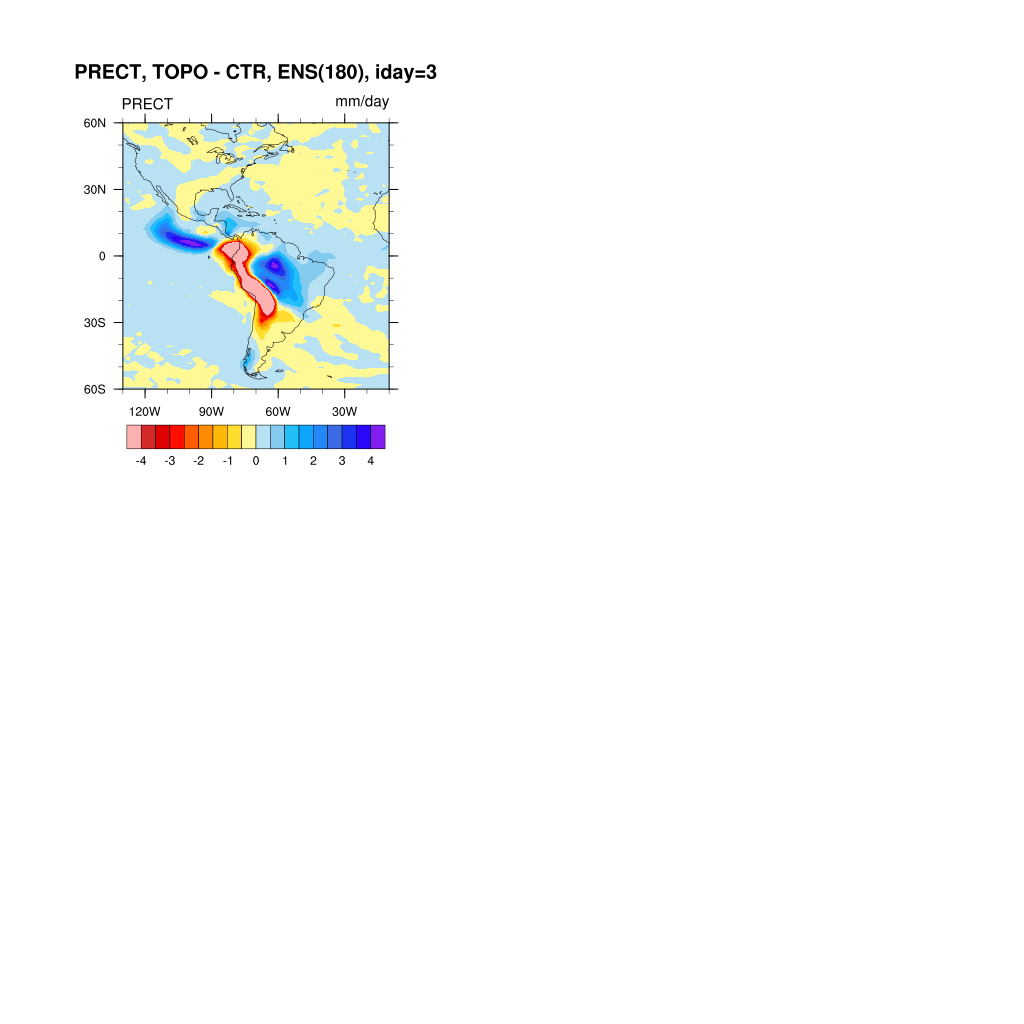 PRECT, TOPO - CTR, ENS(180), iday=3
PRECT mm/day
60N
30N
0
30S
60S
120W 90W 60W 30W
-4 -3 -2 -1 0 1 2 3 4